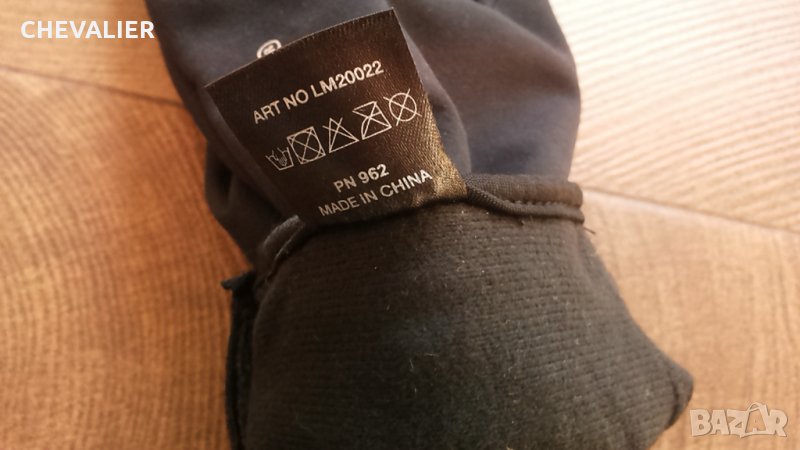 CHEVALIER
ART NO LM20022
PN 962
MADE IN CHINA
BAZAR